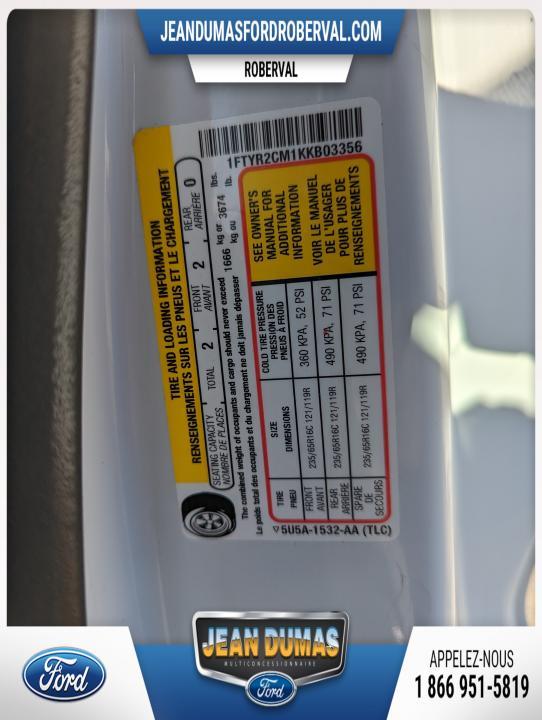 JEANDUMASFORDROBERVAL.COM
ROBERVAL
1FTYR2CM1KKB03356
TIRE AND LOADING INFORMATION
RENSEIGNEMENTS SUR LES PNEUS ET LE CHARGEMENT
SEATING CAPACITY TOTAL 2 FRONT 2 REAR 0
NOMBRE DE PLACES AVANT ARRIÈRE
The combined weight of occupants and cargo should never exceed 1666 kg or 3674 lbs.
Le poids total des occupants et du chargement ne doit jamais dépasser kg ou lb.
TIRE SIZE COLD TIRE PRESSURE
PNEU DIMENSIONS PRESSION DES PNEUS À FROID
FRONT AVANT 235/65R16C 121/119R 360 KPA, 52 PSI
REAR ARRIÈRE 235/65R16C 121/119R 490 KPA, 71 PSI
SPARE DE SECOURS 235/65R16C 121/119R 490 KPA, 71 PSI
SEE OWNER'S
MANUAL FOR
ADDITIONAL
INFORMATION
VOIR LE MANUEL
DE L'USAGER
POUR PLUS DE
RENSEIGNEMENTS
5U5A-1532-AA (TLC)
Ford
JEAN DUMAS
MULTICONCESSIONNAIRE
Ford
APPELEZ-NOUS
1 866 951-5819